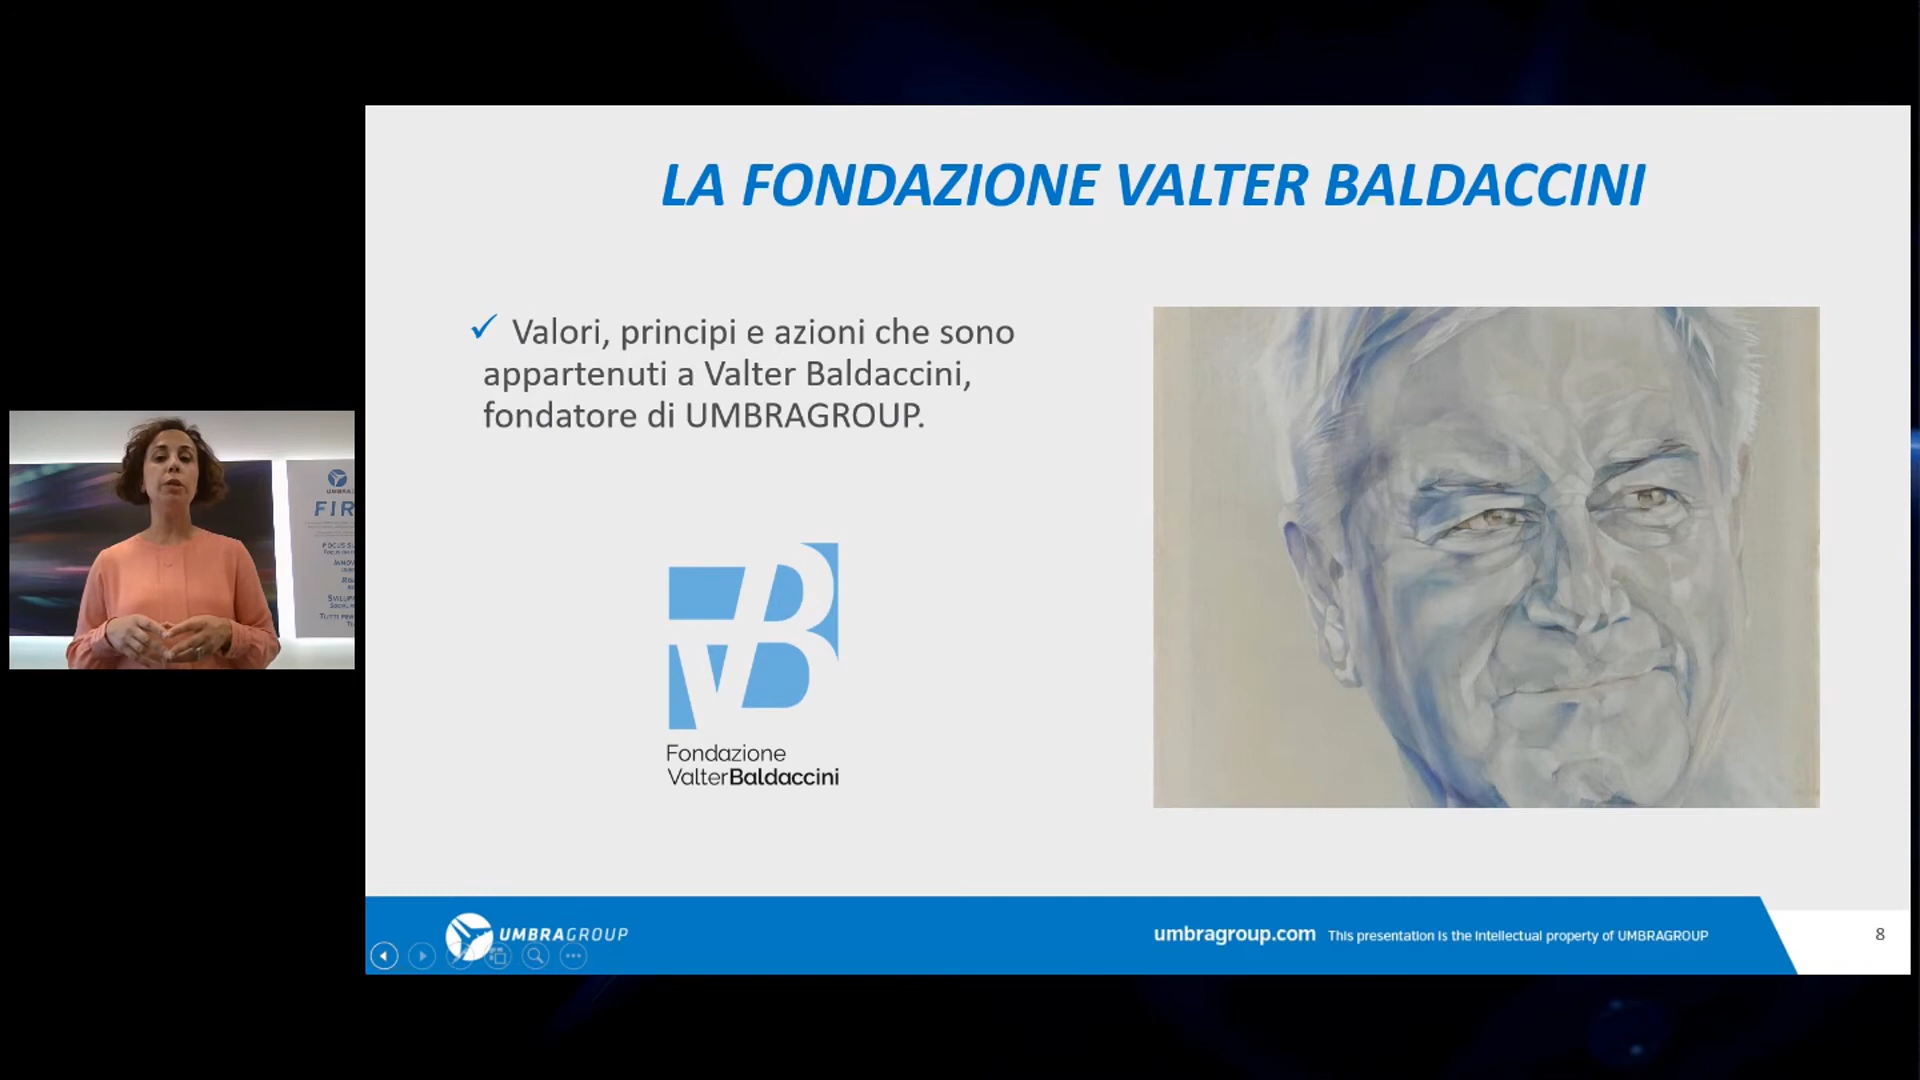 LA FONDAZIONE VALTER BALDACCINI
✓ Valori, principi e azioni che sono
appartenuti a Valter Baldaccini,
fondatore di UMBRAGROUP.
FIR
VB
Fondazione
ValterBaldaccini
UMBRAGROUP
umbragroup.com This presentation is the intellectual property of UMBRAGROUP
8